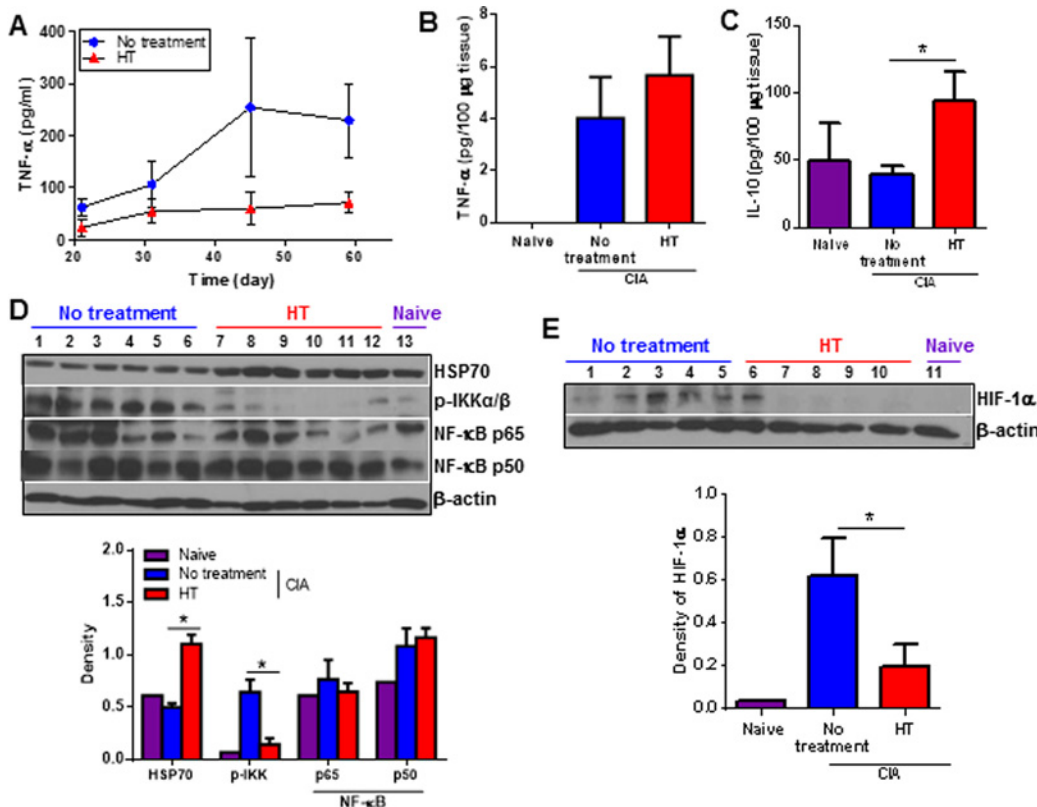 A
No treatment
HT
TNF-α (pg/ml)
400
300
200
100
0
20 30 40 50 60
Time (day)
B
TNF-α (pg/100 µg tissue)
8
6
4
2
0
Naive No treatment HT
CIA
C
IL-10 (pg/100 µg tissue)
150
100
50
0
Naive No treatment HT
*
CIA
D
No treatment HT Naive
1 2 3 4 5 6 7 8 9 10 11 12 13
HSP70
p-IKKα/β
NF-κB p65
NF-κB p50
β-actin
Naive
No treatment
HT
CIA
Density
2.0
1.5
1.0
0.5
0.0
* *
HSP70 p-IKK p65 p50
NF-κB
E
No treatment HT Naive
1 2 3 4 5 6 7 8 9 10 11
HIF-1α
β-actin
Density of HIF-1α
1.0
0.8
0.6
0.4
0.2
0.0
*
Naive No treatment HT
CIA